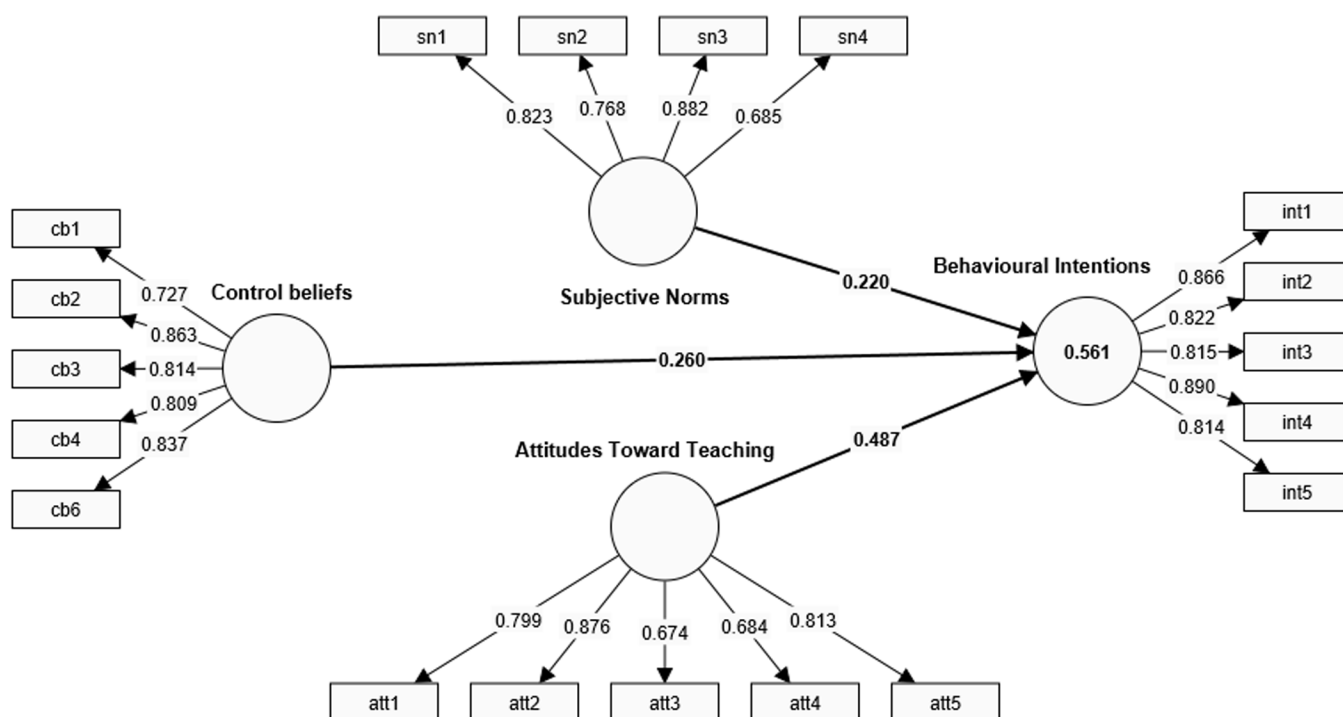 sn1
sn2
sn3
sn4
0.823
0.768
0.882
0.685
cb1
cb2
cb3
cb4
cb6
0.727
0.863
0.814
0.809
0.837
Control beliefs
Subjective Norms
0.220
0.260
0.487
Behavioural Intentions
0.561
0.866
0.822
0.815
0.890
0.814
int1
int2
int3
int4
int5
Attitudes Toward Teaching
0.799
0.876
0.674
0.684
0.813
att1
att2
att3
att4
att5